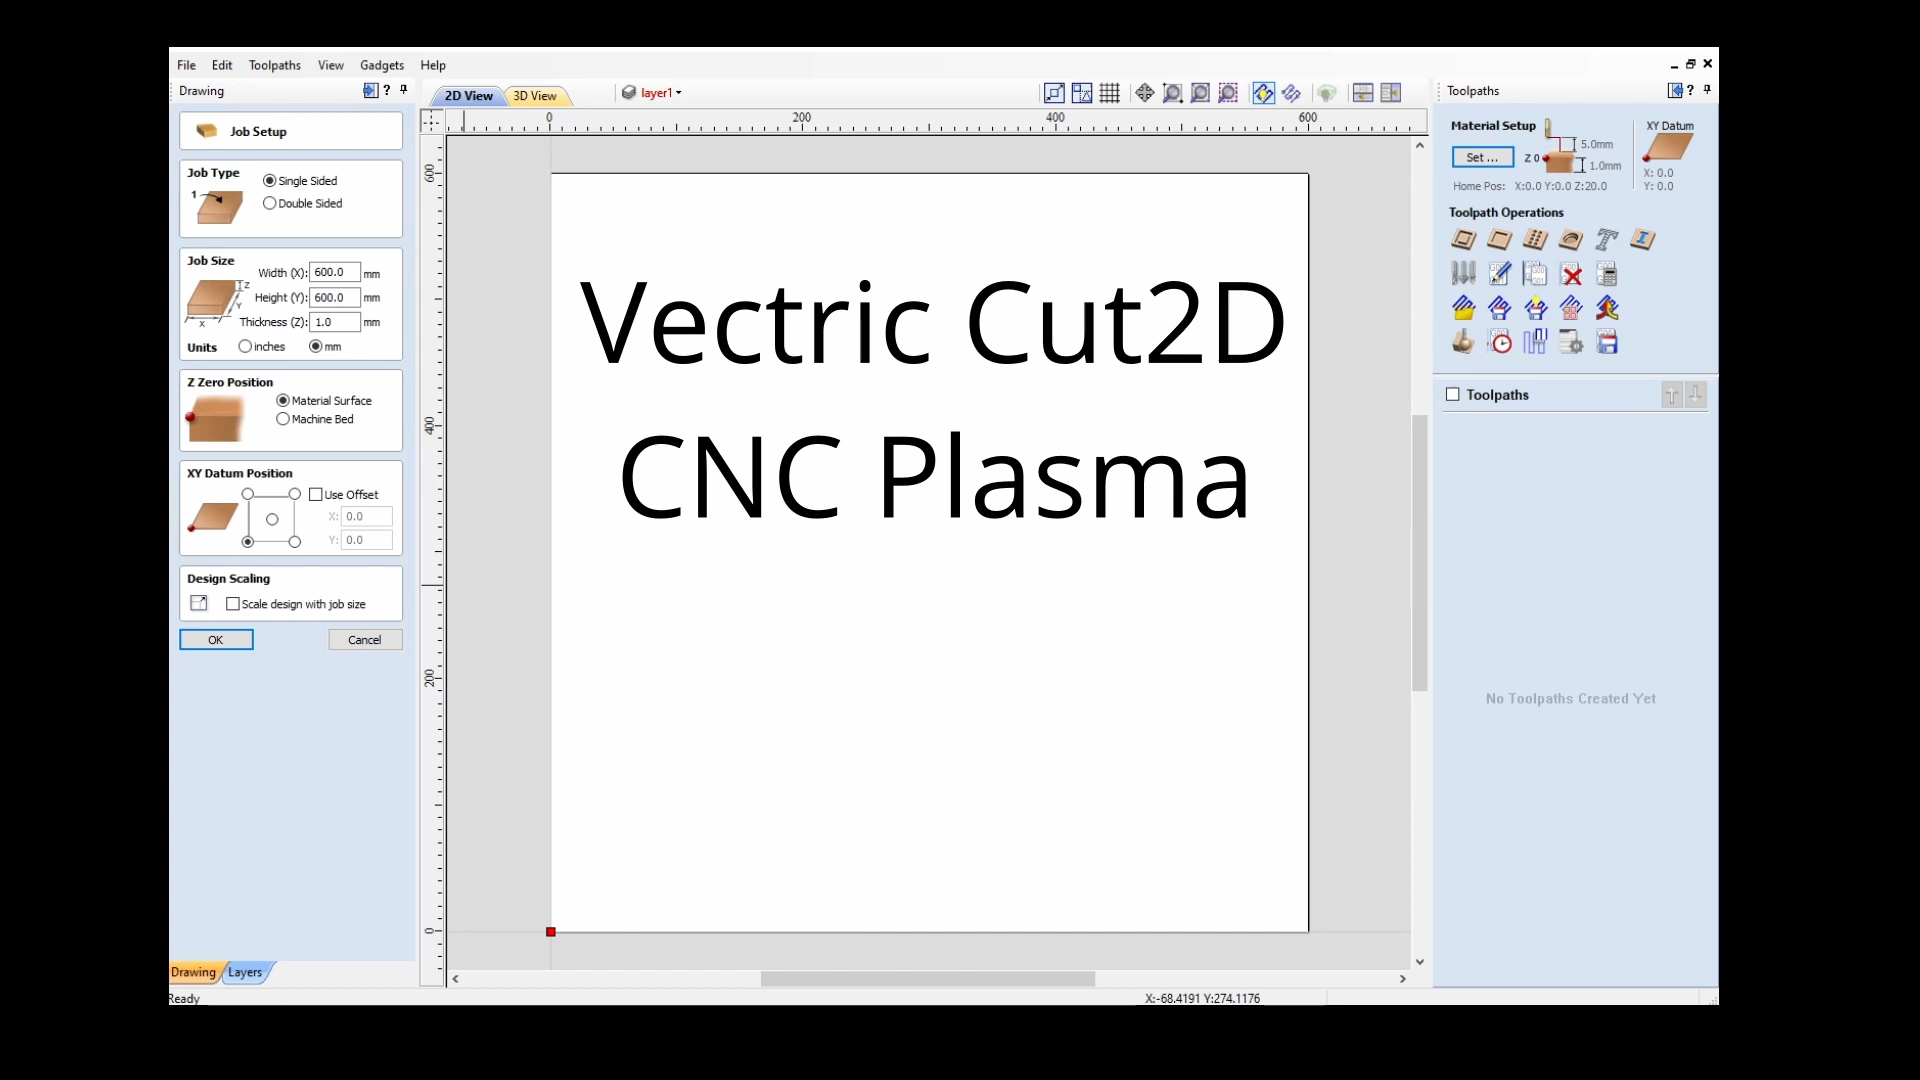 File Edit Toolpaths View Gadgets Help
Drawing ?
2D View 3D View layer1
Toolpaths ?
Job Setup
Job Type
Single Sided
Double Sided
1
Job Size
Width (X): 600.0 mm
Height (Y): 600.0 mm
Thickness (Z): 1.0 mm
Z
Y
X
Units inches mm
Z Zero Position
Material Surface
Machine Bed
XY Datum Position
Use Offset
X: 0.0
Y: 0.0
Design Scaling
Scale design with job size
OK Cancel
Drawing Layers
Ready
0 200 400 600
600
400
200
0
Vectric Cut2D
CNC Plasma
X:-68.4191 Y:274.1176
Material Setup
Set ...
Z 0
5.0mm
1.0mm
XY Datum
X: 0.0
Y: 0.0
Home Pos: X:0.0 Y:0.0 Z:20.0
Toolpath Operations
Toolpaths
No Toolpaths Created Yet